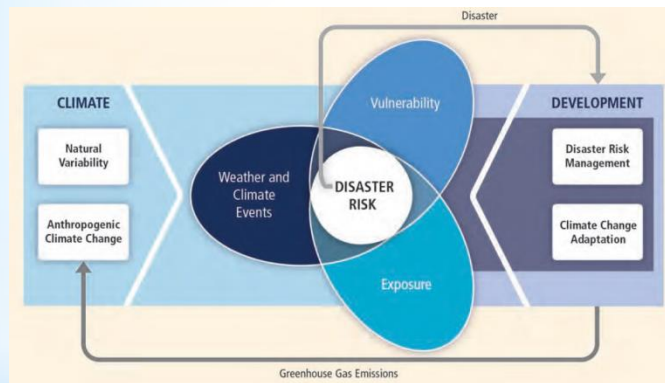 Disaster
CLIMATE
Natural
Variability
Anthropogenic
Climate Change
Vulnerability
Weather and
Climate
Events
DISASTER
RISK
Exposure
DEVELOPMENT
Disaster Risk
Management
Climate Change
Adaptation
Greenhouse Gas Emissions